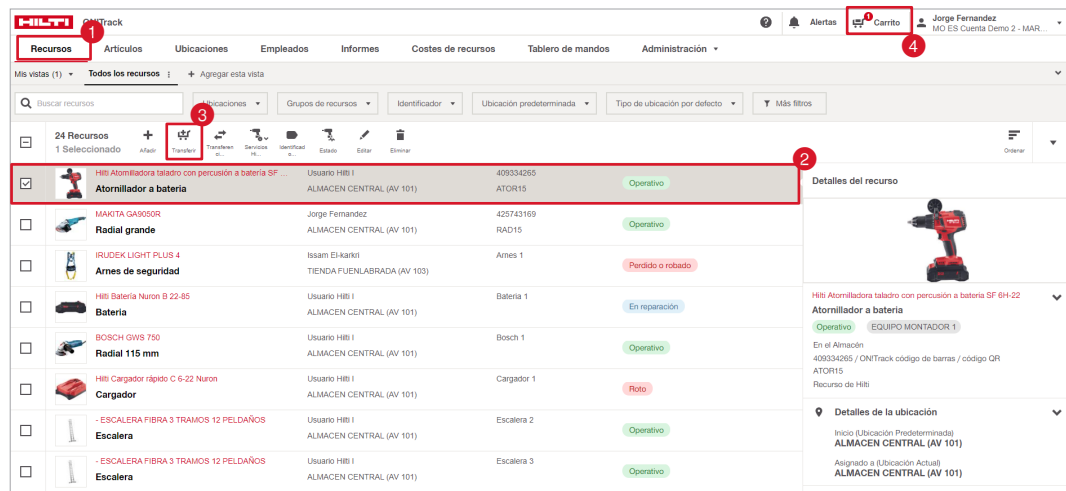 HILTI ON!Track
1
Alertas
1
Carrito
Jorge Fernandez
MO ES Cuenta Demo 2 - MAR...
4
Recursos Artículos Ubicaciones Empleados Informes Costes de recursos Tablero de mandos Administración
Mis vistas (1) Todos los recursos + Agregar esta vista
Buscar recursos Ubicaciones Grupos de recursos Identificador Ubicación predeterminada Tipo de ubicación por defecto Más filtros
3
24 Recursos
1 Seleccionado
Añadir Transferir Transferen ci... Servicios Hi... Identificad o... Estado Editar Eliminar
Ordenar
2
Hilti Atornilladora taladro con percusión a batería SF ... Usuario Hilti I 409334265
Atornillador a bateria ALMACEN CENTRAL (AV 101) ATOR15 Operativo
MAKITA GA9050R Jorge Fernandez 425743169
Radial grande ALMACEN CENTRAL (AV 101) RAD15 Operativo
IRUDEK LIGHT PLUS 4 Issam El-karkri Arnes 1
Arnes de seguridad TIENDA FUENLABRADA (AV 103) Perdido o robado
Hilti Batería Nuron B 22-85 Usuario Hilti I Bateria 1
Bateria ALMACEN CENTRAL (AV 101) En reparación
BOSCH GWS 750 Usuario Hilti I Bosch 1
Radial 115 mm ALMACEN CENTRAL (AV 101) Operativo
Hilti Cargador rápido C 6-22 Nuron Usuario Hilti I Cargador 1
Cargador ALMACEN CENTRAL (AV 101) Roto
- ESCALERA FIBRA 3 TRAMOS 12 PELDAÑOS Usuario Hilti I Escalera 2
Escalera ALMACEN CENTRAL (AV 101) Operativo
- ESCALERA FIBRA 3 TRAMOS 12 PELDAÑOS Usuario Hilti I Escalera 3
Escalera ALMACEN CENTRAL (AV 101) Operativo
Detalles del recurso
Hilti Atornilladora taladro con percusión a bateria SF 6H-22
Atornillador a bateria
Operativo EQUIPO MONTADOR 1
En el Almacén
409334265 / ON!Track código de barras / código QR
ATOR15
Recurso de Hilti
Detalles de la ubicación
Inicio (Ubicación Predeterminada)
ALMACEN CENTRAL (AV 101)
Asignado a (Ubicación Actual)
ALMACEN CENTRAL (AV 101)